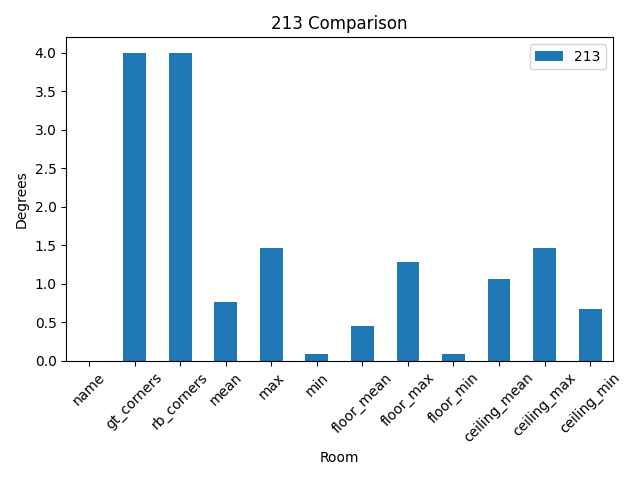 213 Comparison
213
Degrees
4.0
3.5
3.0
2.5
2.0
1.5
1.0
0.5
0.0
name
gt_corners
rb_corners
mean
max
min
floor_mean
floor_max
floor_min
ceiling_mean
ceiling_max
ceiling_min
Room